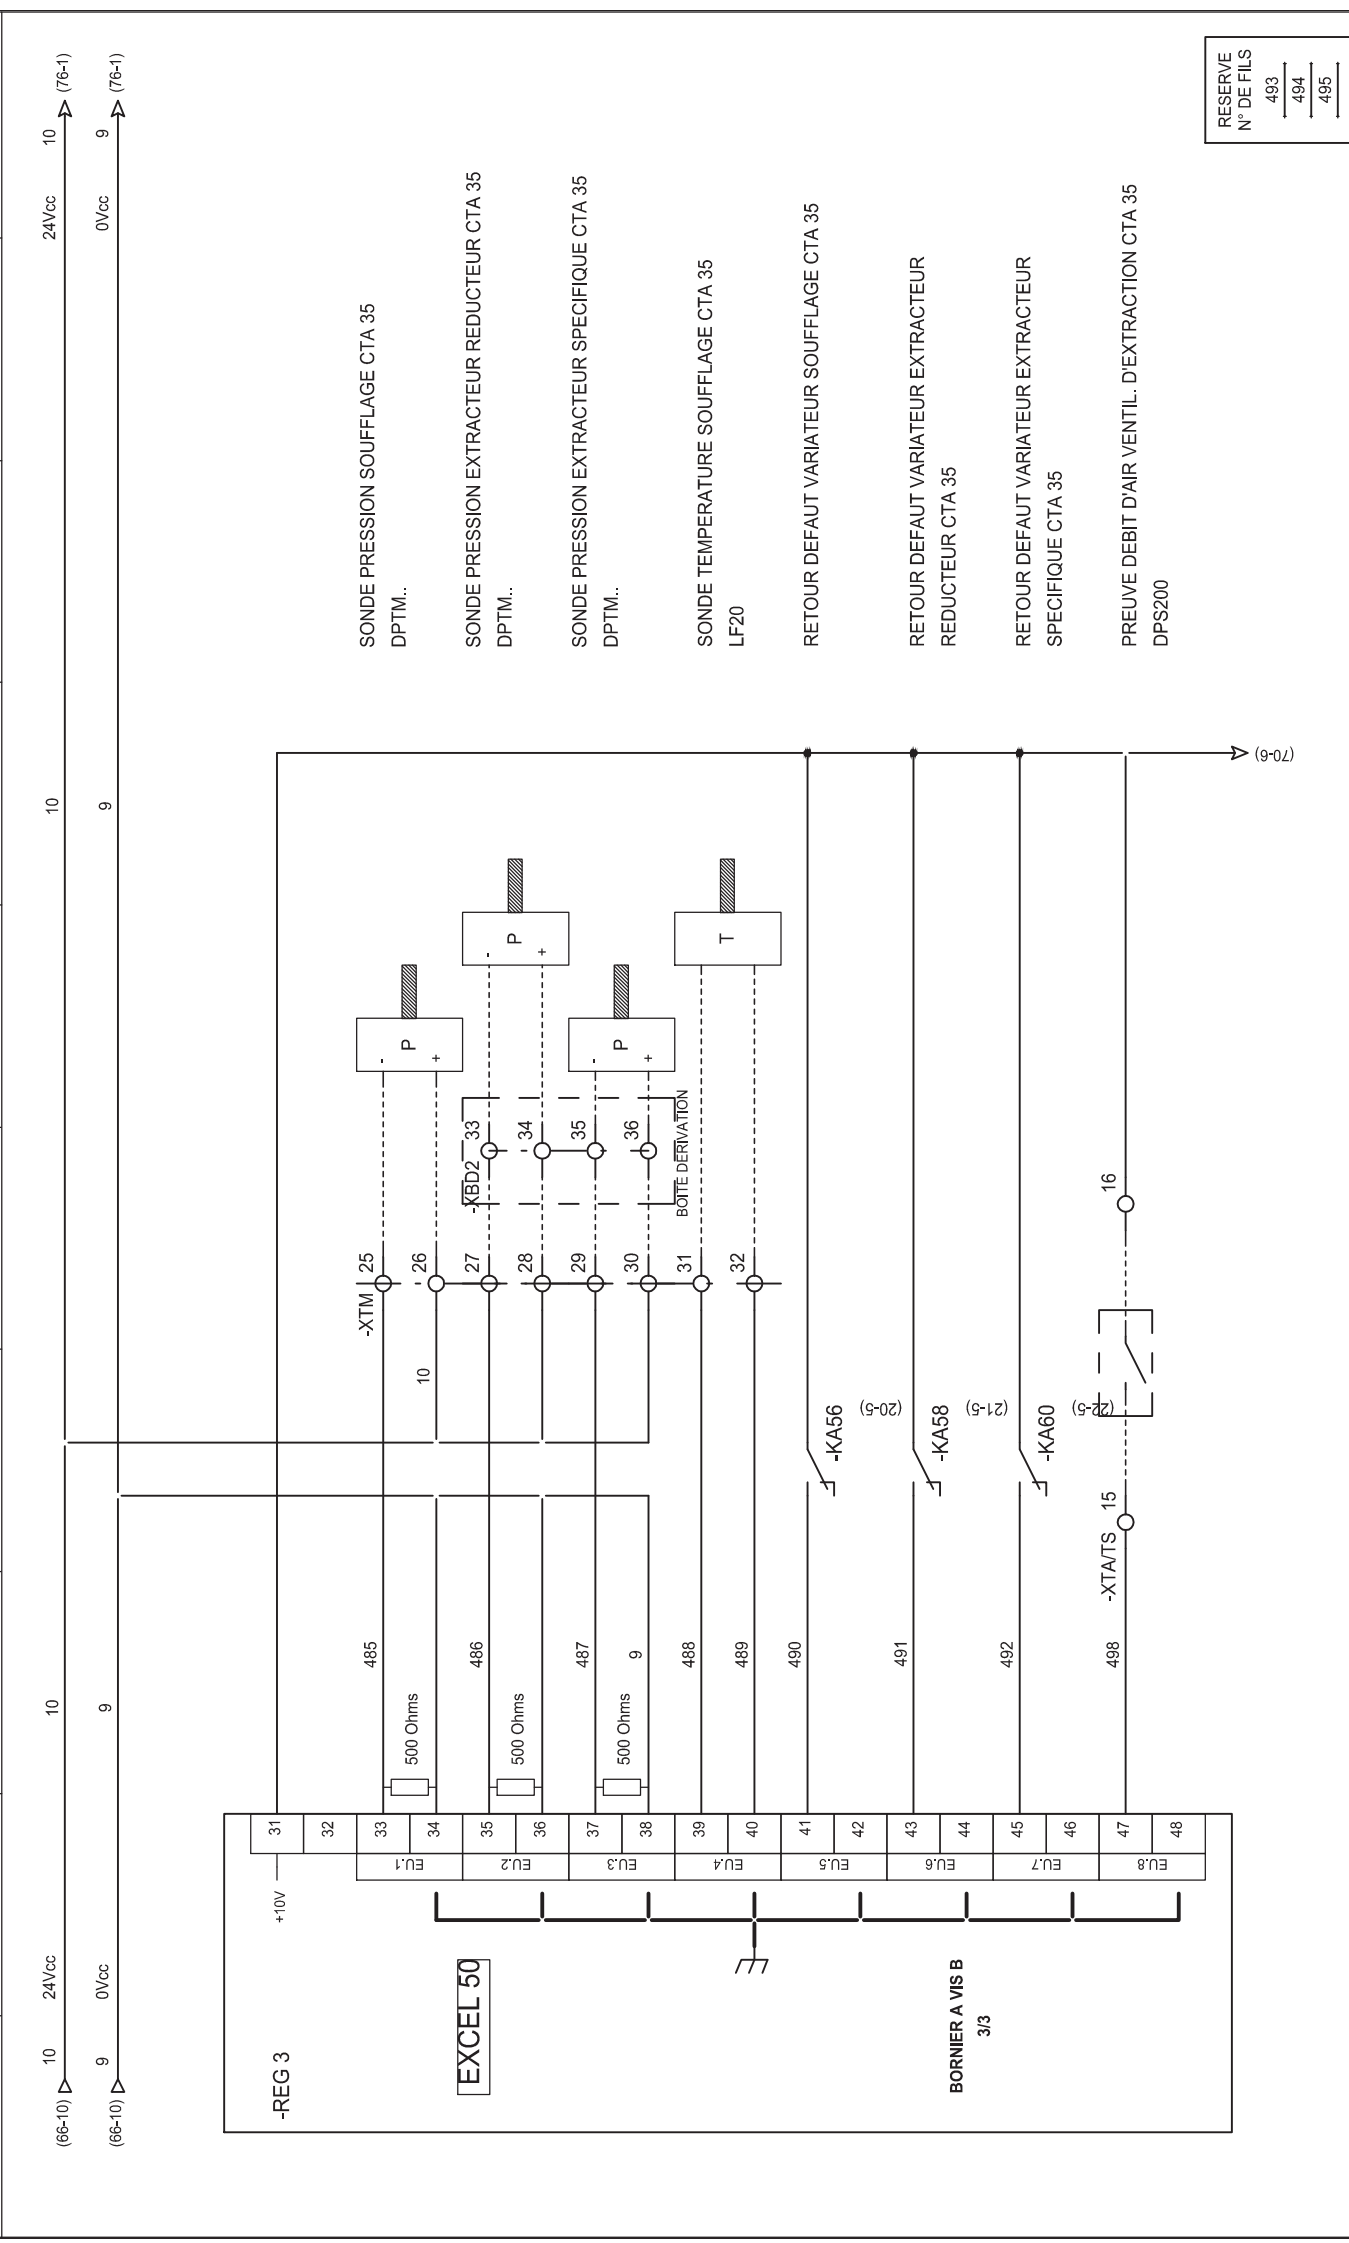 (66-10) 10 24Vcc 10 10 24Vcc 10 (76-1)
(66-10) 9 0Vcc 9 9 0Vcc 9 (76-1)
-REG 3
EXCEL 50
BORNIER A VIS B
3/3
+10V
31
32
33
34
35
36
37
38
39
40
41
42
43
44
45
46
47
48
EU.1
EU.2
EU.3
EU.4
EU.5
EU.6
EU.7
EU.8
500 Ohms
500 Ohms
500 Ohms
485
486
487
9
488
489
490
491
492
498
10
-XTM
25
26
27
28
29
30
31
32
-XBD2
33
34
35
36
BOITE DERIVATION
- P +
- P +
- P +
T
-KA56
(20-5)
-KA58
(21-5)
-KA60
(22-5)
-XTA/TS
15
16
(70-6)
SONDE PRESSION SOUFFLAGE CTA 35
DPTM..
SONDE PRESSION EXTRACTEUR REDUCTEUR CTA 35
DPTM..
SONDE PRESSION EXTRACTEUR SPECIFIQUE CTA 35
DPTM..
SONDE TEMPERATURE SOUFFLAGE CTA 35
LF20
RETOUR DEFAUT VARIATEUR SOUFFLAGE CTA 35
RETOUR DEFAUT VARIATEUR EXTRACTEUR
REDUCTEUR CTA 35
RETOUR DEFAUT VARIATEUR EXTRACTEUR
SPECIFIQUE CTA 35
PREUVE DEBIT D'AIR VENTIL. D'EXTRACTION CTA 35
DPS200
RESERVE
N° DE FILS
493
494
495